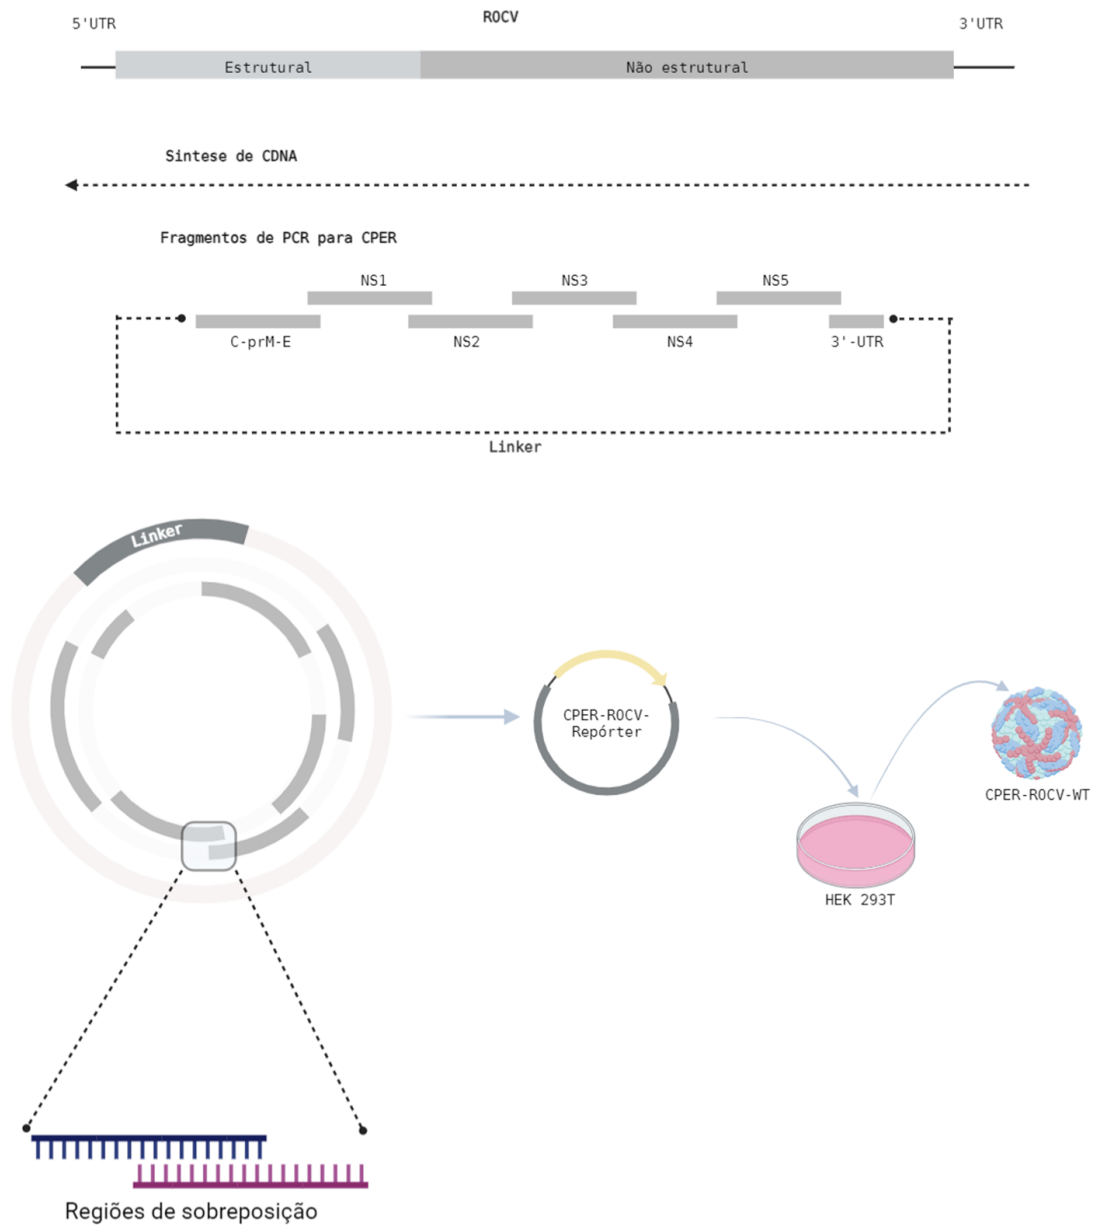 ROCV
5'UTR
3'UTR
Estrutural
Não estrutural
Sintese de CDNA
Fragmentos de PCR para CPER
NS1
NS3
NS5
C-prM-E
NS2
NS4
3'-UTR
Linker
Linker
CPER-ROCV-
Repórter
CPER-ROCV-WT
HEK 293T
Regiões de sobreposição